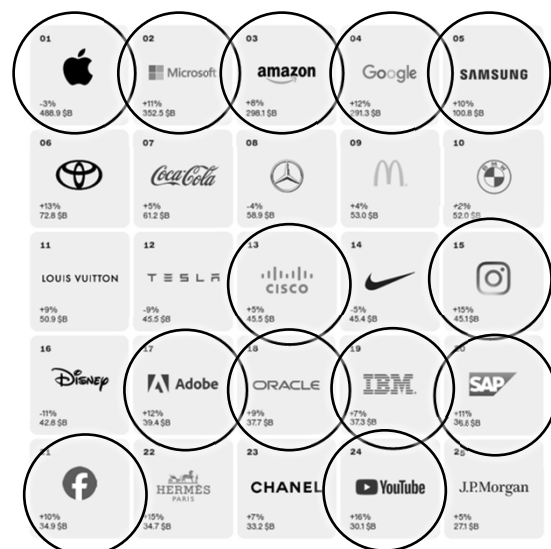 01
-3%
488.9 $B
02
Microsoft
+11%
352.5 $B
03
amazon
+8%
298.1 $B
04
Google
+12%
291.3 $B
05
SAMSUNG
+10%
100.8 $B
06
+13%
72.8 $B
07
Coca-Cola
+5%
61.2 $B
08
-4%
58.9 $B
09
+4%
53.0 $B
10
BMW
+2%
52.0 $B
11
LOUIS VUITTON
+9%
50.9 $B
12
TESLA
-9%
45.5 $B
13
CISCO
+5%
45.5 $B
14
-5%
45.4 $B
15
+15%
45.1 $B
16
Disney
-11%
42.8 $B
17
Adobe
+12%
39.4 $B
18
ORACLE
+9%
37.7 $B
19
IBM
+7%
37.3 $B
20
SAP
+11%
36.8 $B
21
+10%
34.9 $B
22
HERMÈS
PARIS
+15%
34.7 $B
23
CHANEL
+7%
33.2 $B
24
YouTube
+16%
30.1 $B
25
J.P.Morgan
+5%
27.1 $B